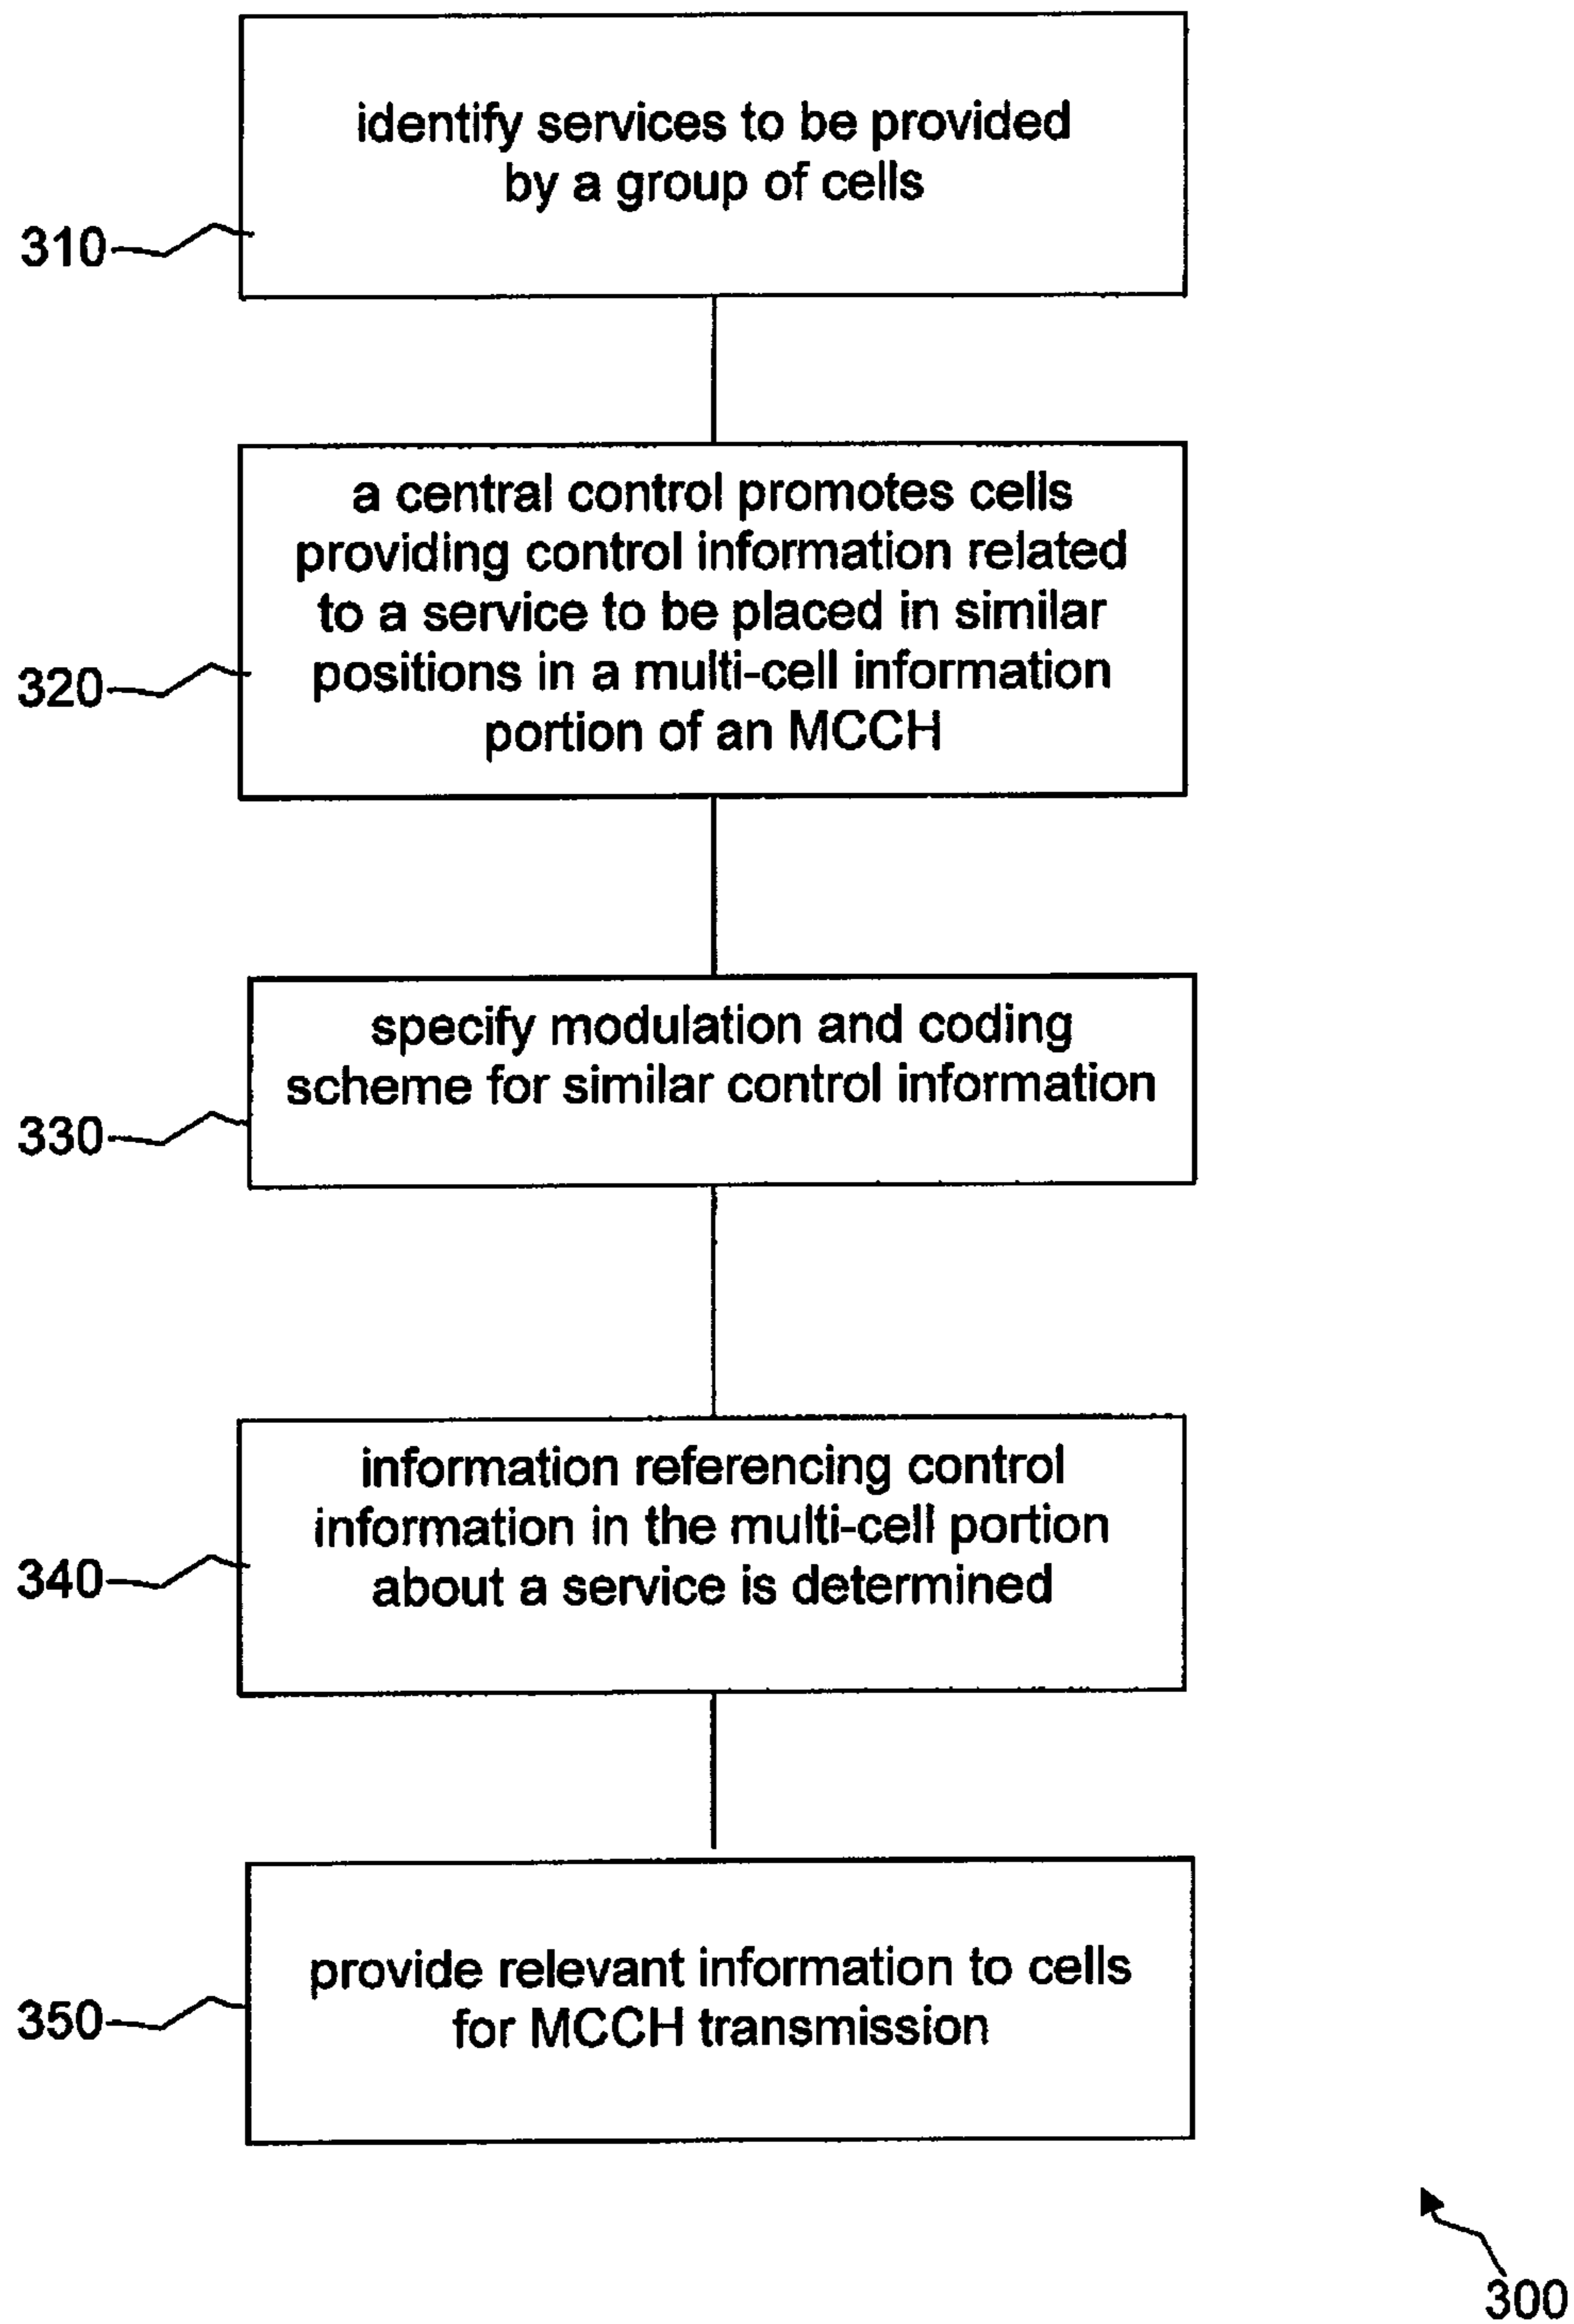 identify services to be provided
by a group of cells
310
a central control promotes cells
providing control information related
to a service to be placed in similar
positions in a multi-cell information
portion of an MCCH
320
specify modulation and coding
scheme for similar control information
330
information referencing control
information in the multi-cell portion
about a service is determined
340
provide relevant information to cells
for MCCH transmission
350
300